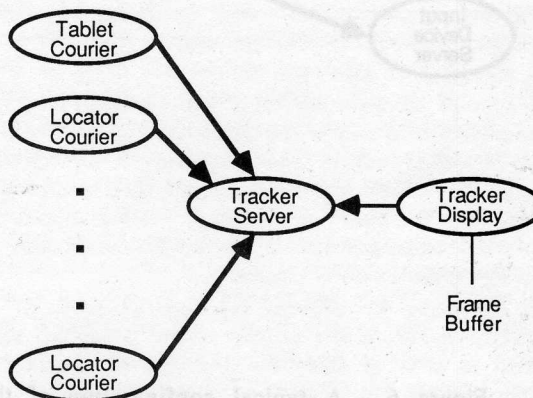 Tablet
Courier
Locator
Courier
Tracker
Server
Tracker
Display
Frame
Buffer
Locator
Courier